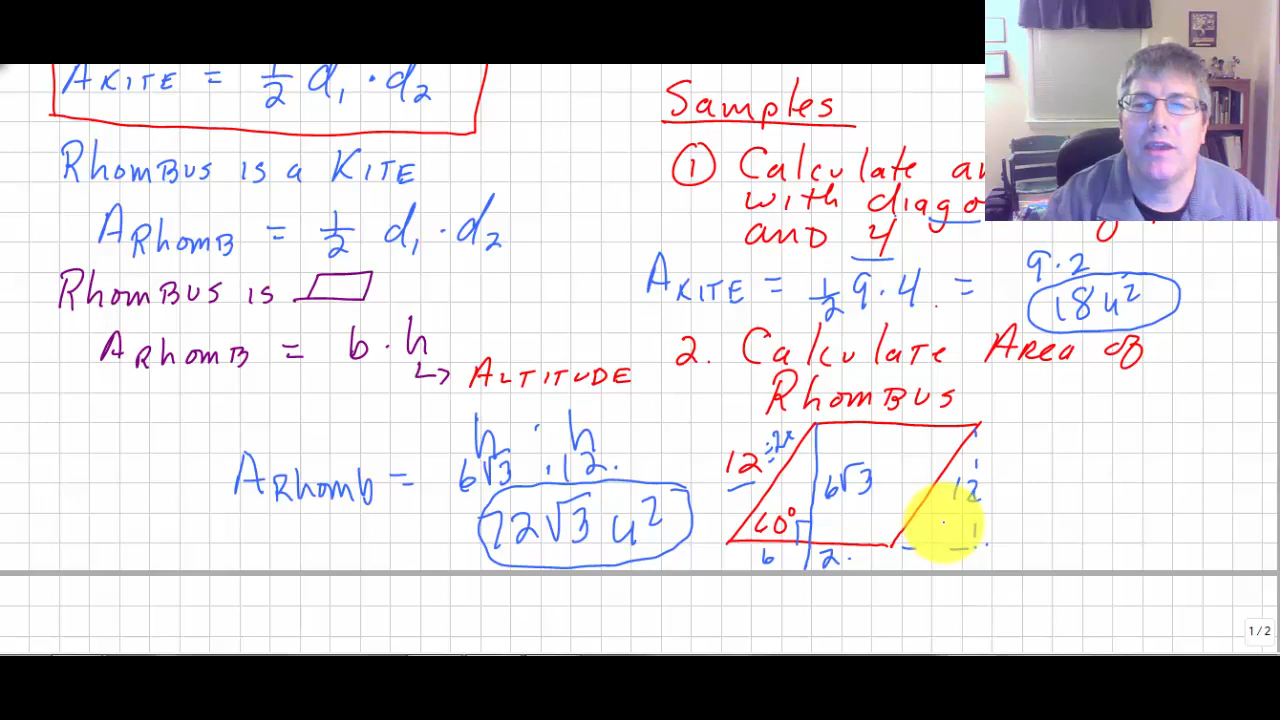 AKITE = 1/2 d₁ · d₂
RhomBUS is a KITE
ARhomB = 1/2 d₁ · d₂
RhomBUS is
ARhomB = b · h
↳ ALTITUDE
h · h
ARhomb = 6√3 · 12.
72√3 u²
Samples
① Calculate
with diago
and 4
AKITE = 1/2 9 · 4 = 9 · 2
18 u²
2. Calculate Area of
RhomBUS
12 = 2x
6√3
12
60°
6
12
1/2